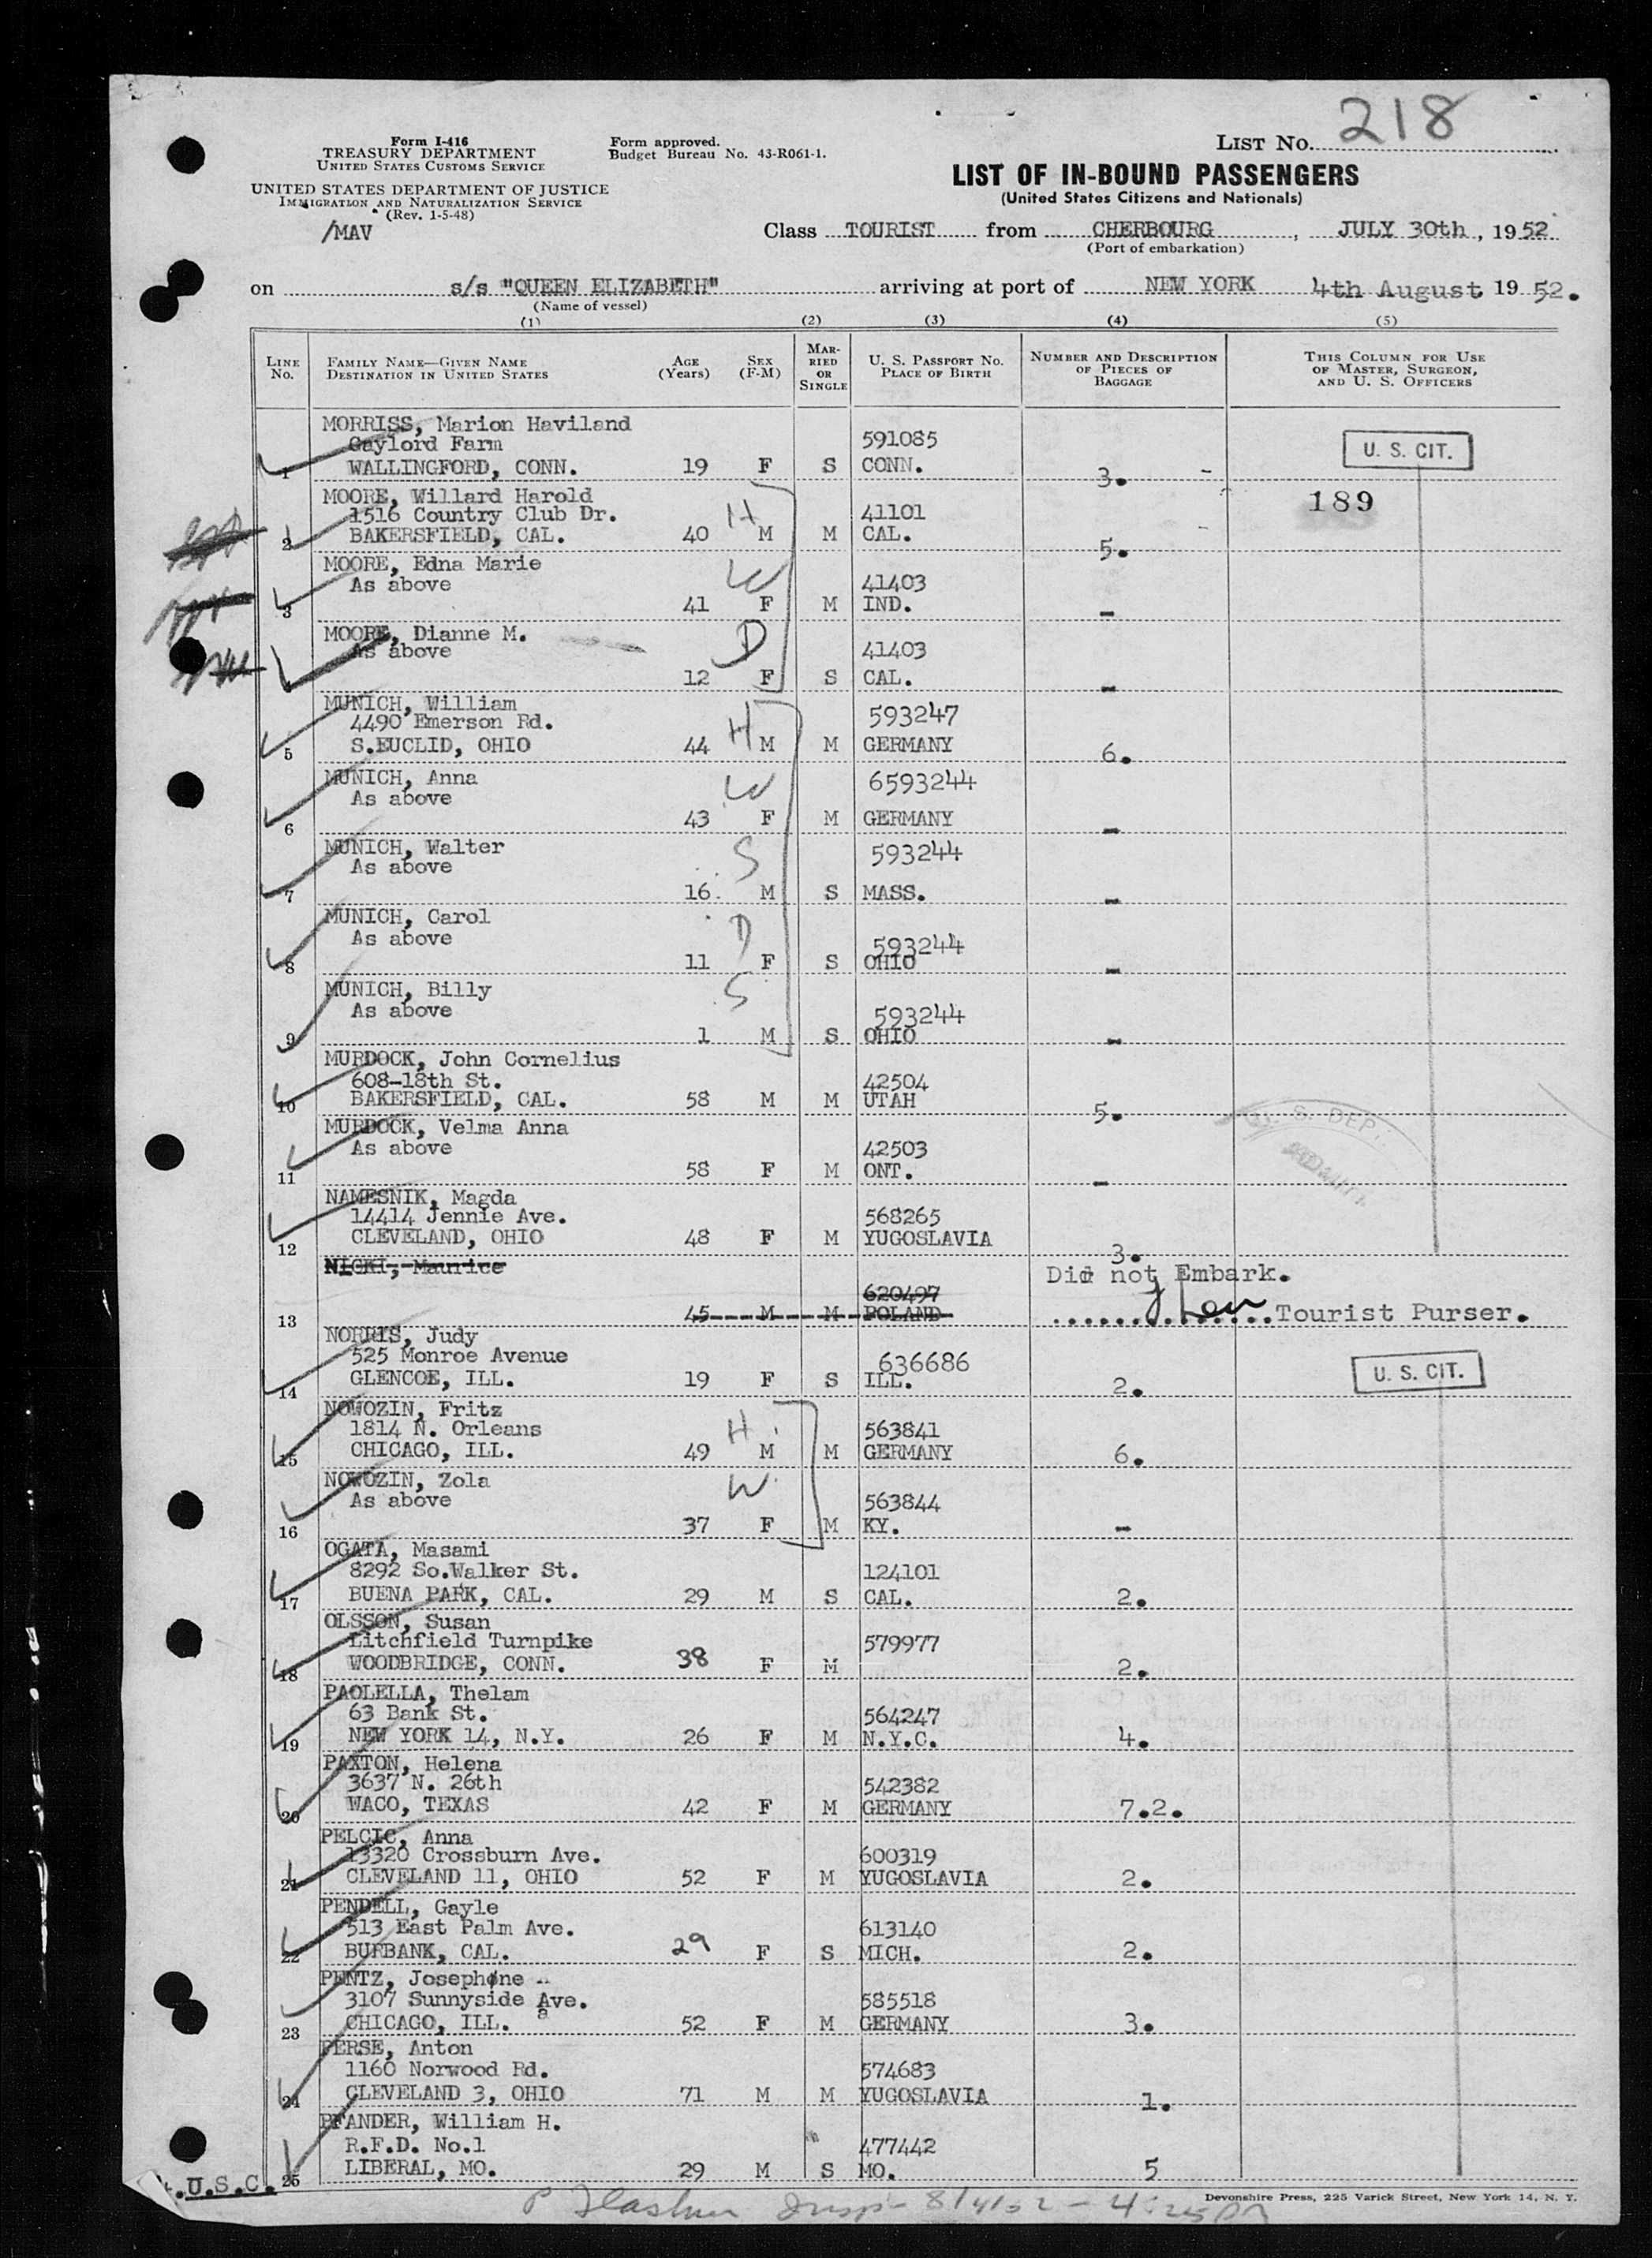 218
Form I-416
TREASURY DEPARTMENT
UNITED STATES CUSTOMS SERVICE
UNITED STATES DEPARTMENT OF JUSTICE
IMMIGRATION AND NATURALIZATION SERVICE
(Rev. 1-5-48)
/MAV
Form approved.
Budget Bureau No. 43-R061-1.
LIST NO.
LIST OF IN-BOUND PASSENGERS
(United States Citizens and Nationals)
Class TOURIST from CHERBOURG, JULY 30th, 1952
(Port of embarkation)
on s/s "QUEEN ELIZABETH" arriving at port of NEW YORK 4th August 1952.
(Name of vessel)
(1) (2) (3) (4) (5)
LINE NO.
FAMILY NAME—GIVEN NAME
DESTINATION IN UNITED STATES
AGE (Years)
SEX (F-M)
MARRIED OR SINGLE
U. S. PASSPORT NO.
PLACE OF BIRTH
NUMBER AND DESCRIPTION OF PIECES OF BAGGAGE
THIS COLUMN FOR USE OF MASTER, SURGEON, AND U. S. OFFICERS
MORRISS, Marion Haviland
Gaylord Farm 591085 U. S. CIT.
1 WALLINGFORD, CONN. 19 F S CONN. 3. -
MOORE, Willard Harold 189
1516 Country Club Dr. H 41101
2 BAKERSFIELD, CAL. 40 M M CAL. 5.
MOORE, Edna Marie
As above W 41403
3 41 F M IND. -
MOORE, Dianne M. D
As above 41403
4 12 F S CAL. -
MUNICH, William
4490 Emerson Rd. H 593247
5 S.EUCLID, OHIO 44 M M GERMANY 6.
MUNICH, Anna W 6593244
As above
6 43 F M GERMANY -
MUNICH, Walter S 593244
As above
7 16. M S MASS. -
MUNICH, Carol D
As above 593244
8 11 F S OHIO -
MUNICH, Billy S
As above 593244
9 1 M S OHIO -
MURDOCK, John Cornelius
608-18th St. 42504
10 BAKERSFIELD, CAL. 58 M M UTAH 5.
MURDOCK, Velma Anna U. S. DEP.
As above 42503
11 58 F M ONT. -
NAMESNIK, Magda
14414 Jennie Ave. 568265
12 CLEVELAND, OHIO 48 F M YUGOSLAVIA 3.
NICKI, Maurice Did not Embark.
620497
13 45 M M POLAND Tourist Purser.
NORRIS, Judy
525 Monroe Avenue 636686 U. S. CIT.
14 GLENCOE, ILL. 19 F S ILL. 2.
NOWOZIN, Fritz
1814 N. Orleans H 563841
15 CHICAGO, ILL. 49 M M GERMANY 6.
NOWOZIN, Zola W
As above 563844
16 37 F M KY. -
OGATA, Masami
8292 So.Walker St. 124101
17 BUENA PARK, CAL. 29 M S CAL. 2.
OLSSON, Susan
Litchfield Turnpike 579977
18 WOODBRIDGE, CONN. 38 F M 2.
PAOLELLA, Thelam
63 Bank St. 564247
19 NEW YORK 14, N.Y. 26 F M N.Y.C. 4.
PAXTON, Helena
3637 N. 26th 542382
20 WACO, TEXAS 42 F M GERMANY 7.2.
PELCIC, Anna
13320 Crossburn Ave. 600319
21 CLEVELAND 11, OHIO 52 F M YUGOSLAVIA 2.
PENDELL, Gayle
513 East Palm Ave. 613140
22 BURBANK, CAL. 29 F S MICH. 2.
PENTZ, Josephine
3107 Sunnyside Ave. 585518
23 CHICAGO, ILL. 52 F M GERMANY 3.
PERSE, Anton
1160 Norwood Rd. 574683
24 CLEVELAND 3, OHIO 71 M M YUGOSLAVIA 1.
PFANDER, William H.
R.F.D. No.1 477442
25 LIBERAL, MO. 29 M S MO. 5
.U.S.C.
8/4/52 - 4:25 PM
Devonshire Press, 225 Varick Street, New York 14, N. Y.